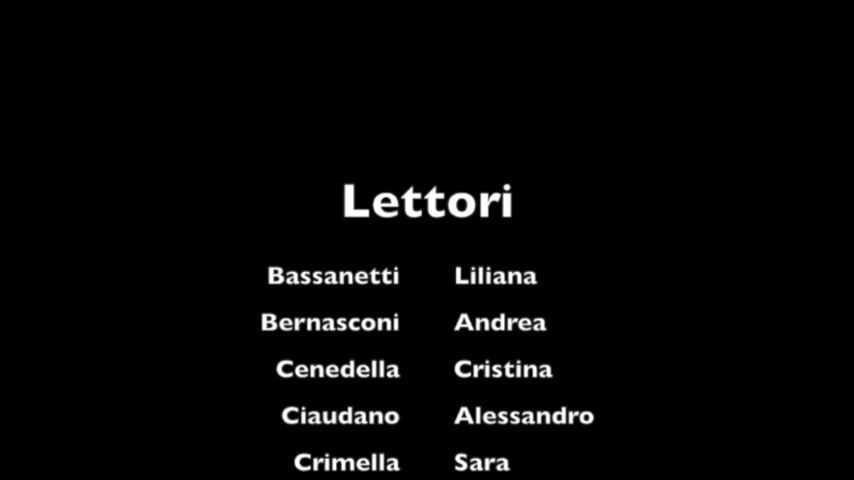 Lettori
Bassanetti Liliana
Bernasconi Andrea
Cenedella Cristina
Ciaudano Alessandro
Crimella Sara